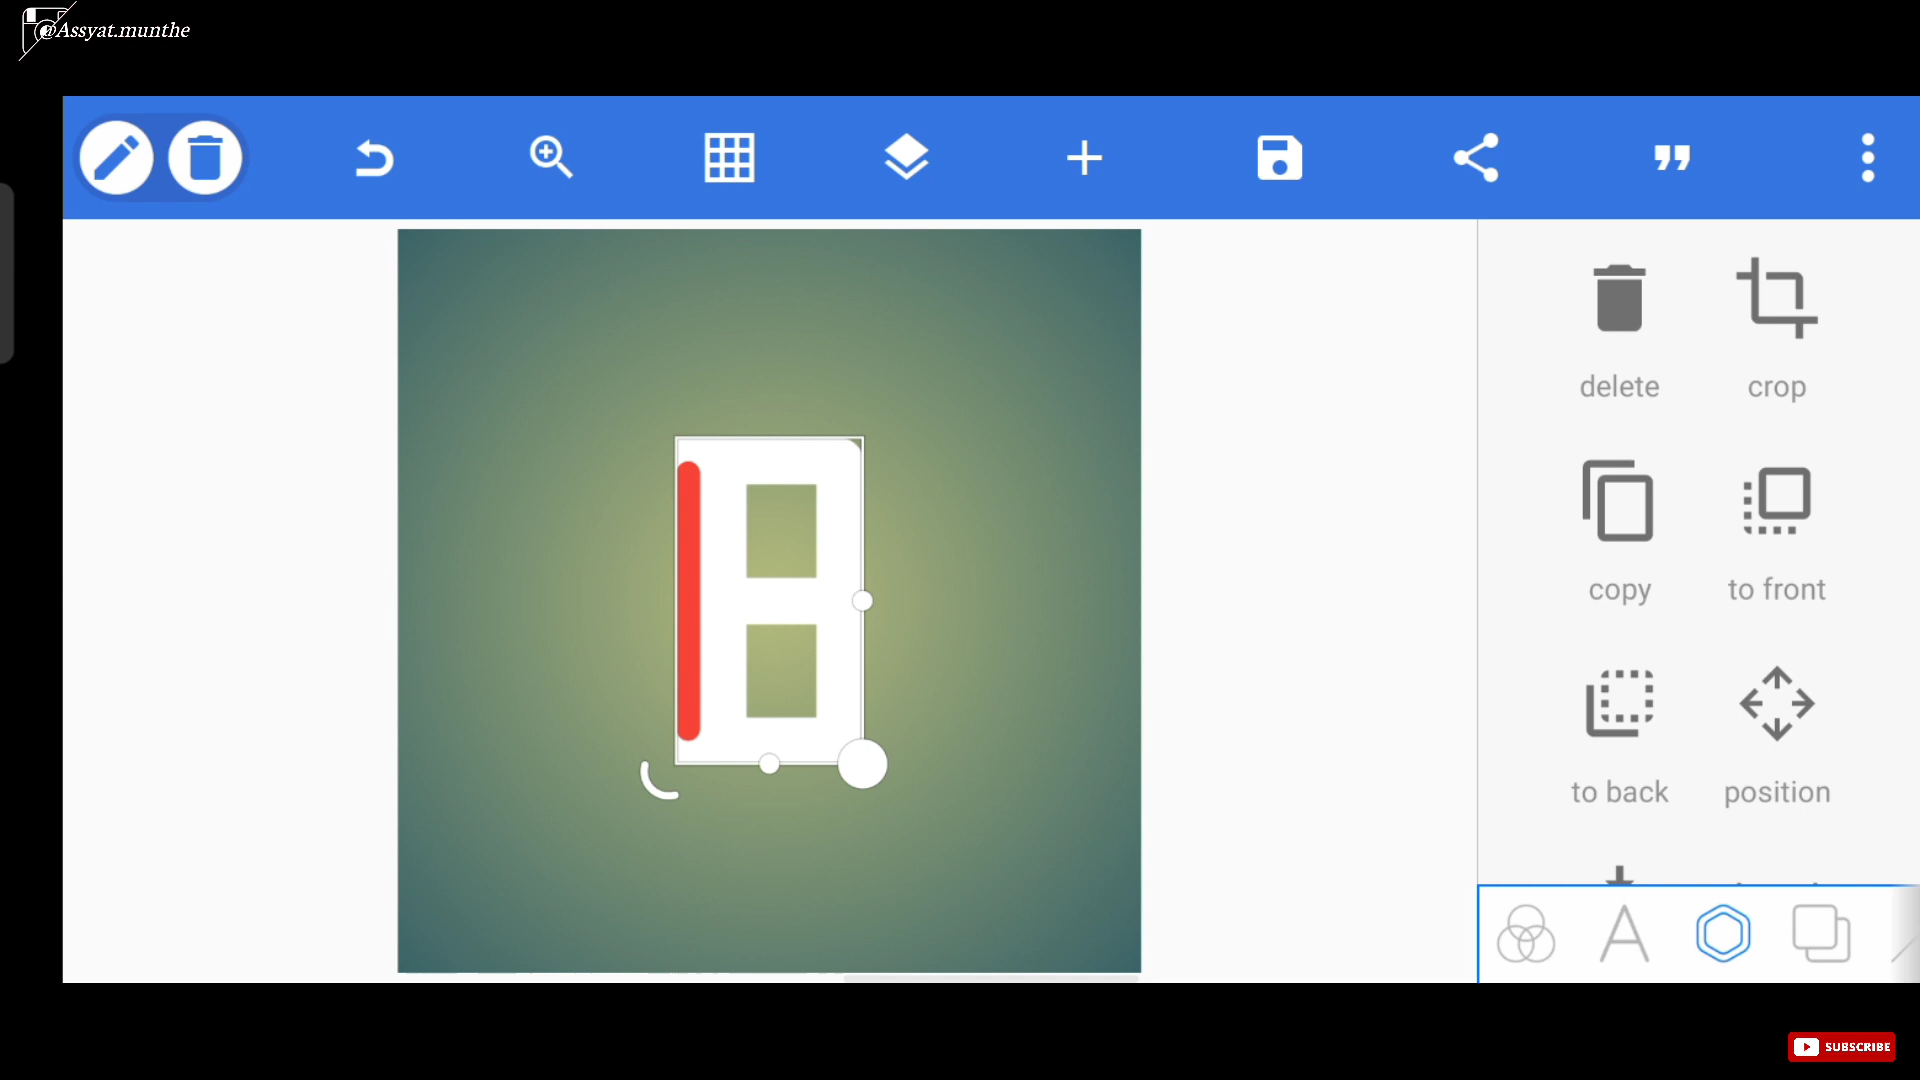 @Assyat.munthe
delete
crop
copy
to front
to back
position
SUBSCRIBE